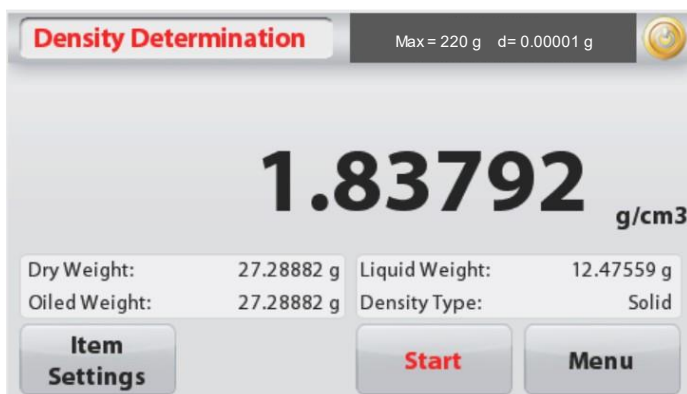 Density Determination
Max = 220 g d= 0.00001 g
1.83792 g/cm3
Dry Weight: 27.28882 g Liquid Weight: 12.47559 g
Oiled Weight: 27.28882 g Density Type: Solid
Item Settings
Start
Menu